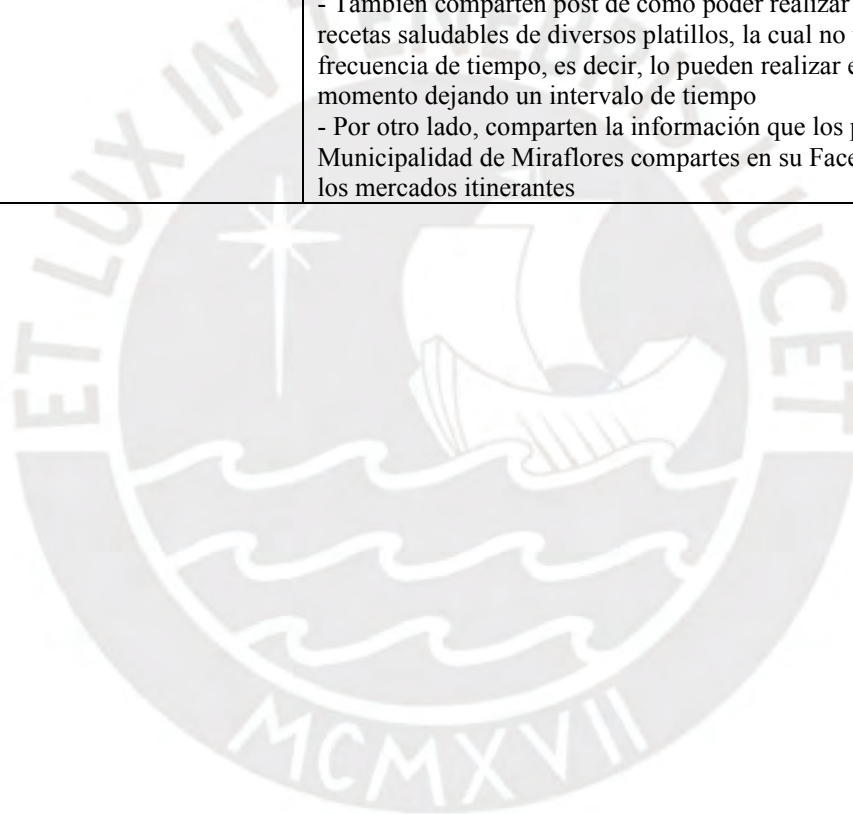 - También comparten post de cómo poder realizar
recetas saludables de diversos platillos, la cual no
frecuencia de tiempo, es decir, lo pueden realizar
momento dejando un intervalo de tiempo
- Por otro lado, comparten la información que los
Municipalidad de Miraflores compartes en su
los mercados itinerantes
ET LUX IN TENEBRIS LUCET
MCMXVII